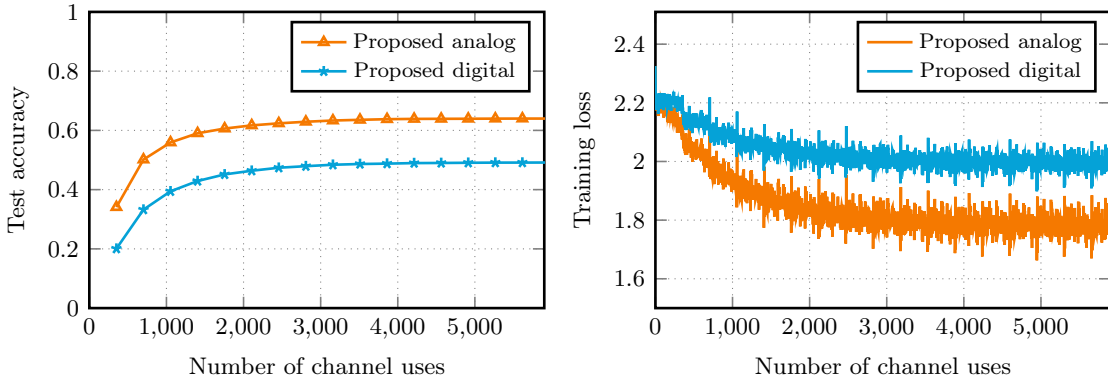 1
0.8
0.6
0.4
0.2
0
Test accuracy
Proposed analog
Proposed digital
0 1,000 2,000 3,000 4,000 5,000
Number of channel uses
2.4
2.2
2
1.8
1.6
Training loss
Proposed analog
Proposed digital
0 1,000 2,000 3,000 4,000 5,000
Number of channel uses